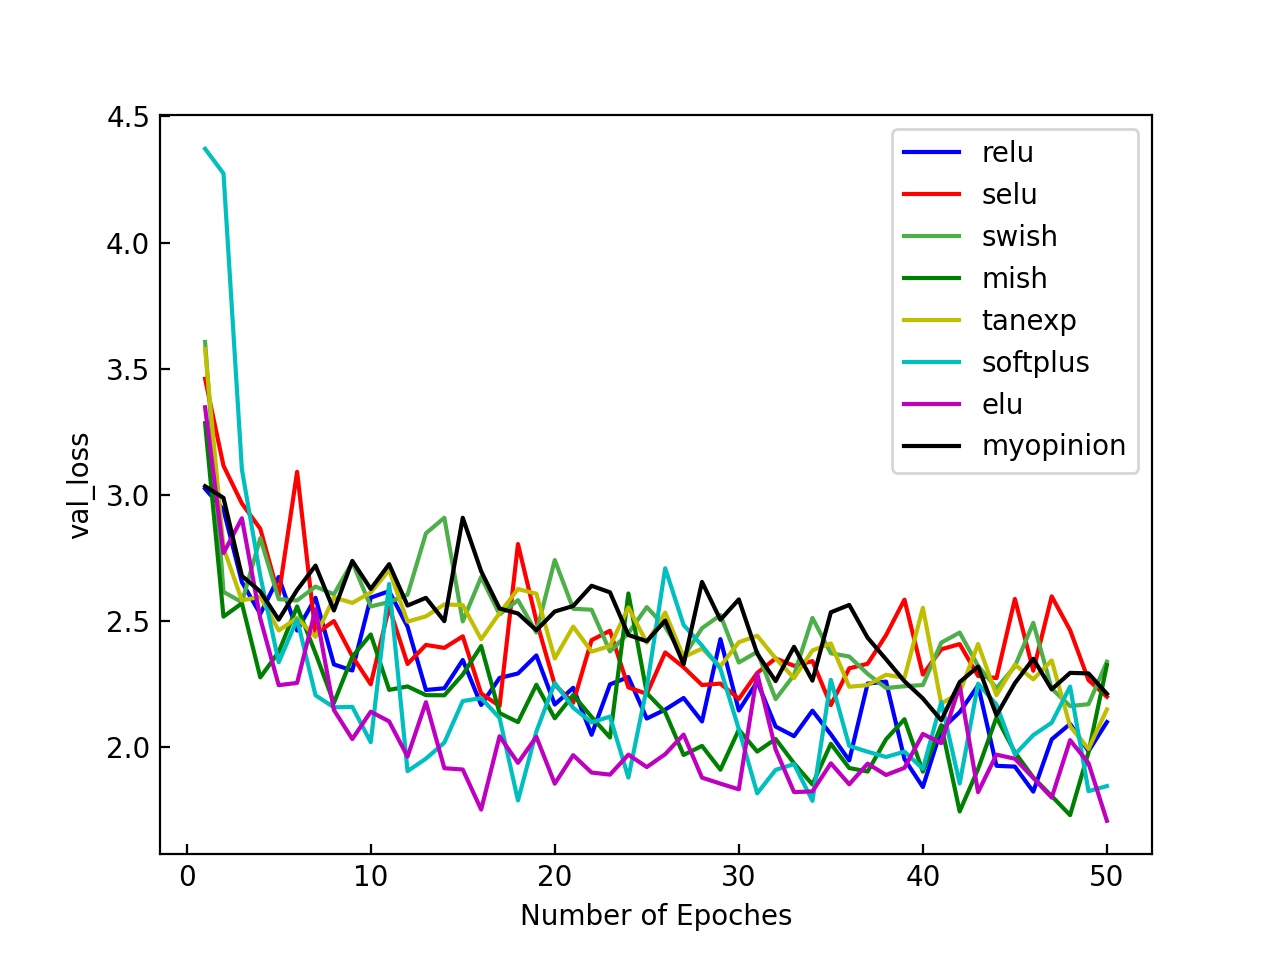 4.5
4.0
3.5
3.0
2.5
2.0
val_loss
0
10
20
30
40
50
Number of Epoches
relu
selu
swish
mish
tanexp
softplus
elu
myopinion